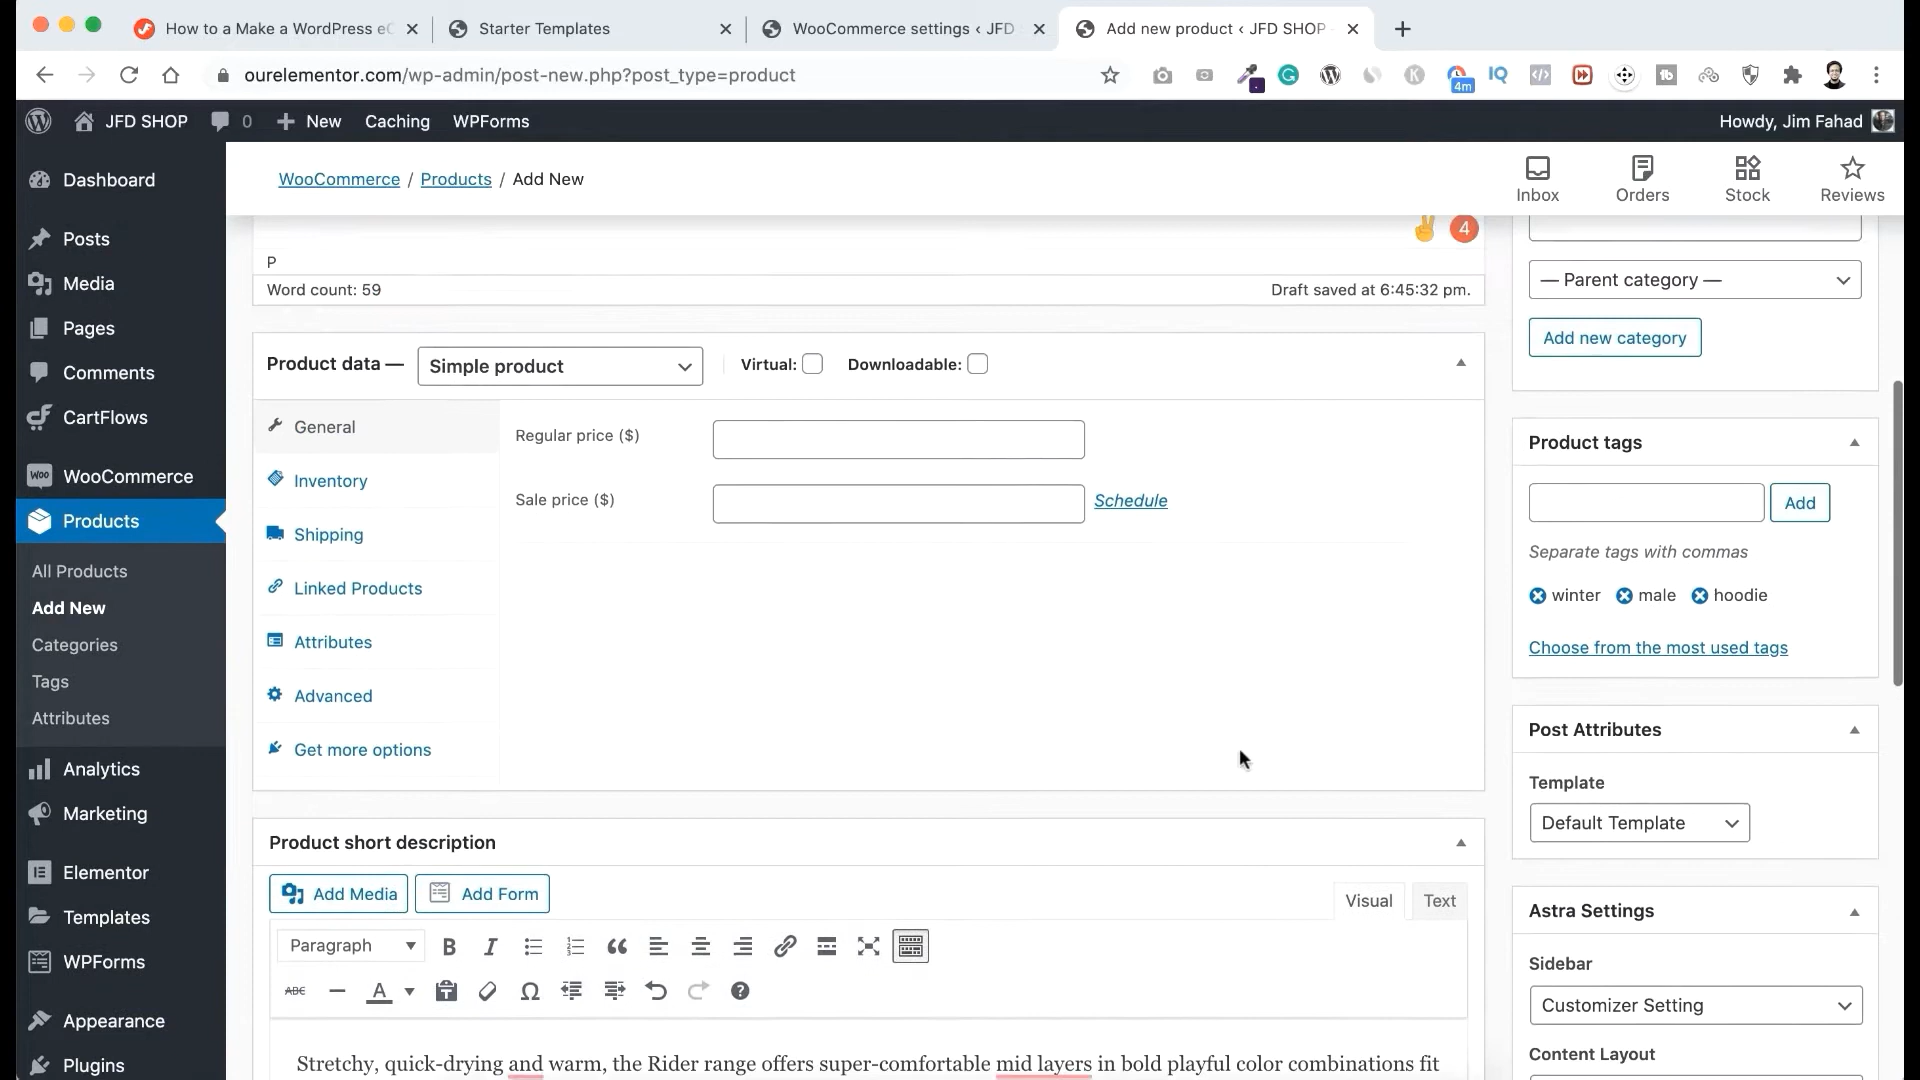 How to a Make a WordPress eC
Starter Templates
WooCommerce settings ‹ JFD
Add new product ‹ JFD SHOP
ourelementor.com/wp-admin/post-new.php?post_type=product
4m
IQ
JFD SHOP
0
New
Caching
WPForms
Howdy, Jim Fahad
Dashboard
Posts
Media
Pages
Comments
CartFlows
WooCommerce
Products
All Products
Add New
Categories
Tags
Attributes
Analytics
Marketing
Elementor
Templates
WPForms
Appearance
Plugins
WooCommerce / Products / Add New
Inbox
Orders
Stock
Reviews
4
P
Word count: 59
Draft saved at 6:45:32 pm.
Product data —
Simple product
Virtual:
Downloadable:
General
Inventory
Shipping
Linked Products
Attributes
Advanced
Get more options
Regular price ($)
Sale price ($)
Schedule
Product short description
Add Media
Add Form
Visual
Text
Paragraph
B
I
ABC
A
Stretchy, quick-drying and warm, the Rider range offers super-comfortable mid layers in bold playful color combinations fit
— Parent category —
Add new category
Product tags
Add
Separate tags with commas
winter
male
hoodie
Choose from the most used tags
Post Attributes
Template
Default Template
Astra Settings
Sidebar
Customizer Setting
Content Layout